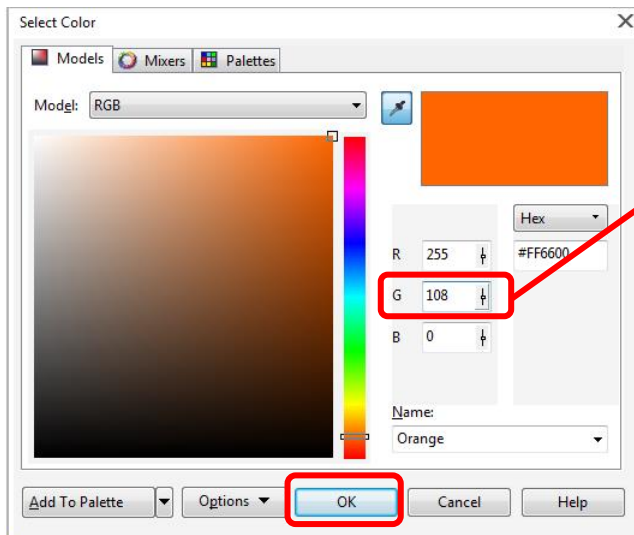 Select Color
Models Mixers Palettes
Model: RGB
Hex
R 255 #FF6600
G 108
B 0
Name:
Orange
Add To Palette Options OK Cancel Help